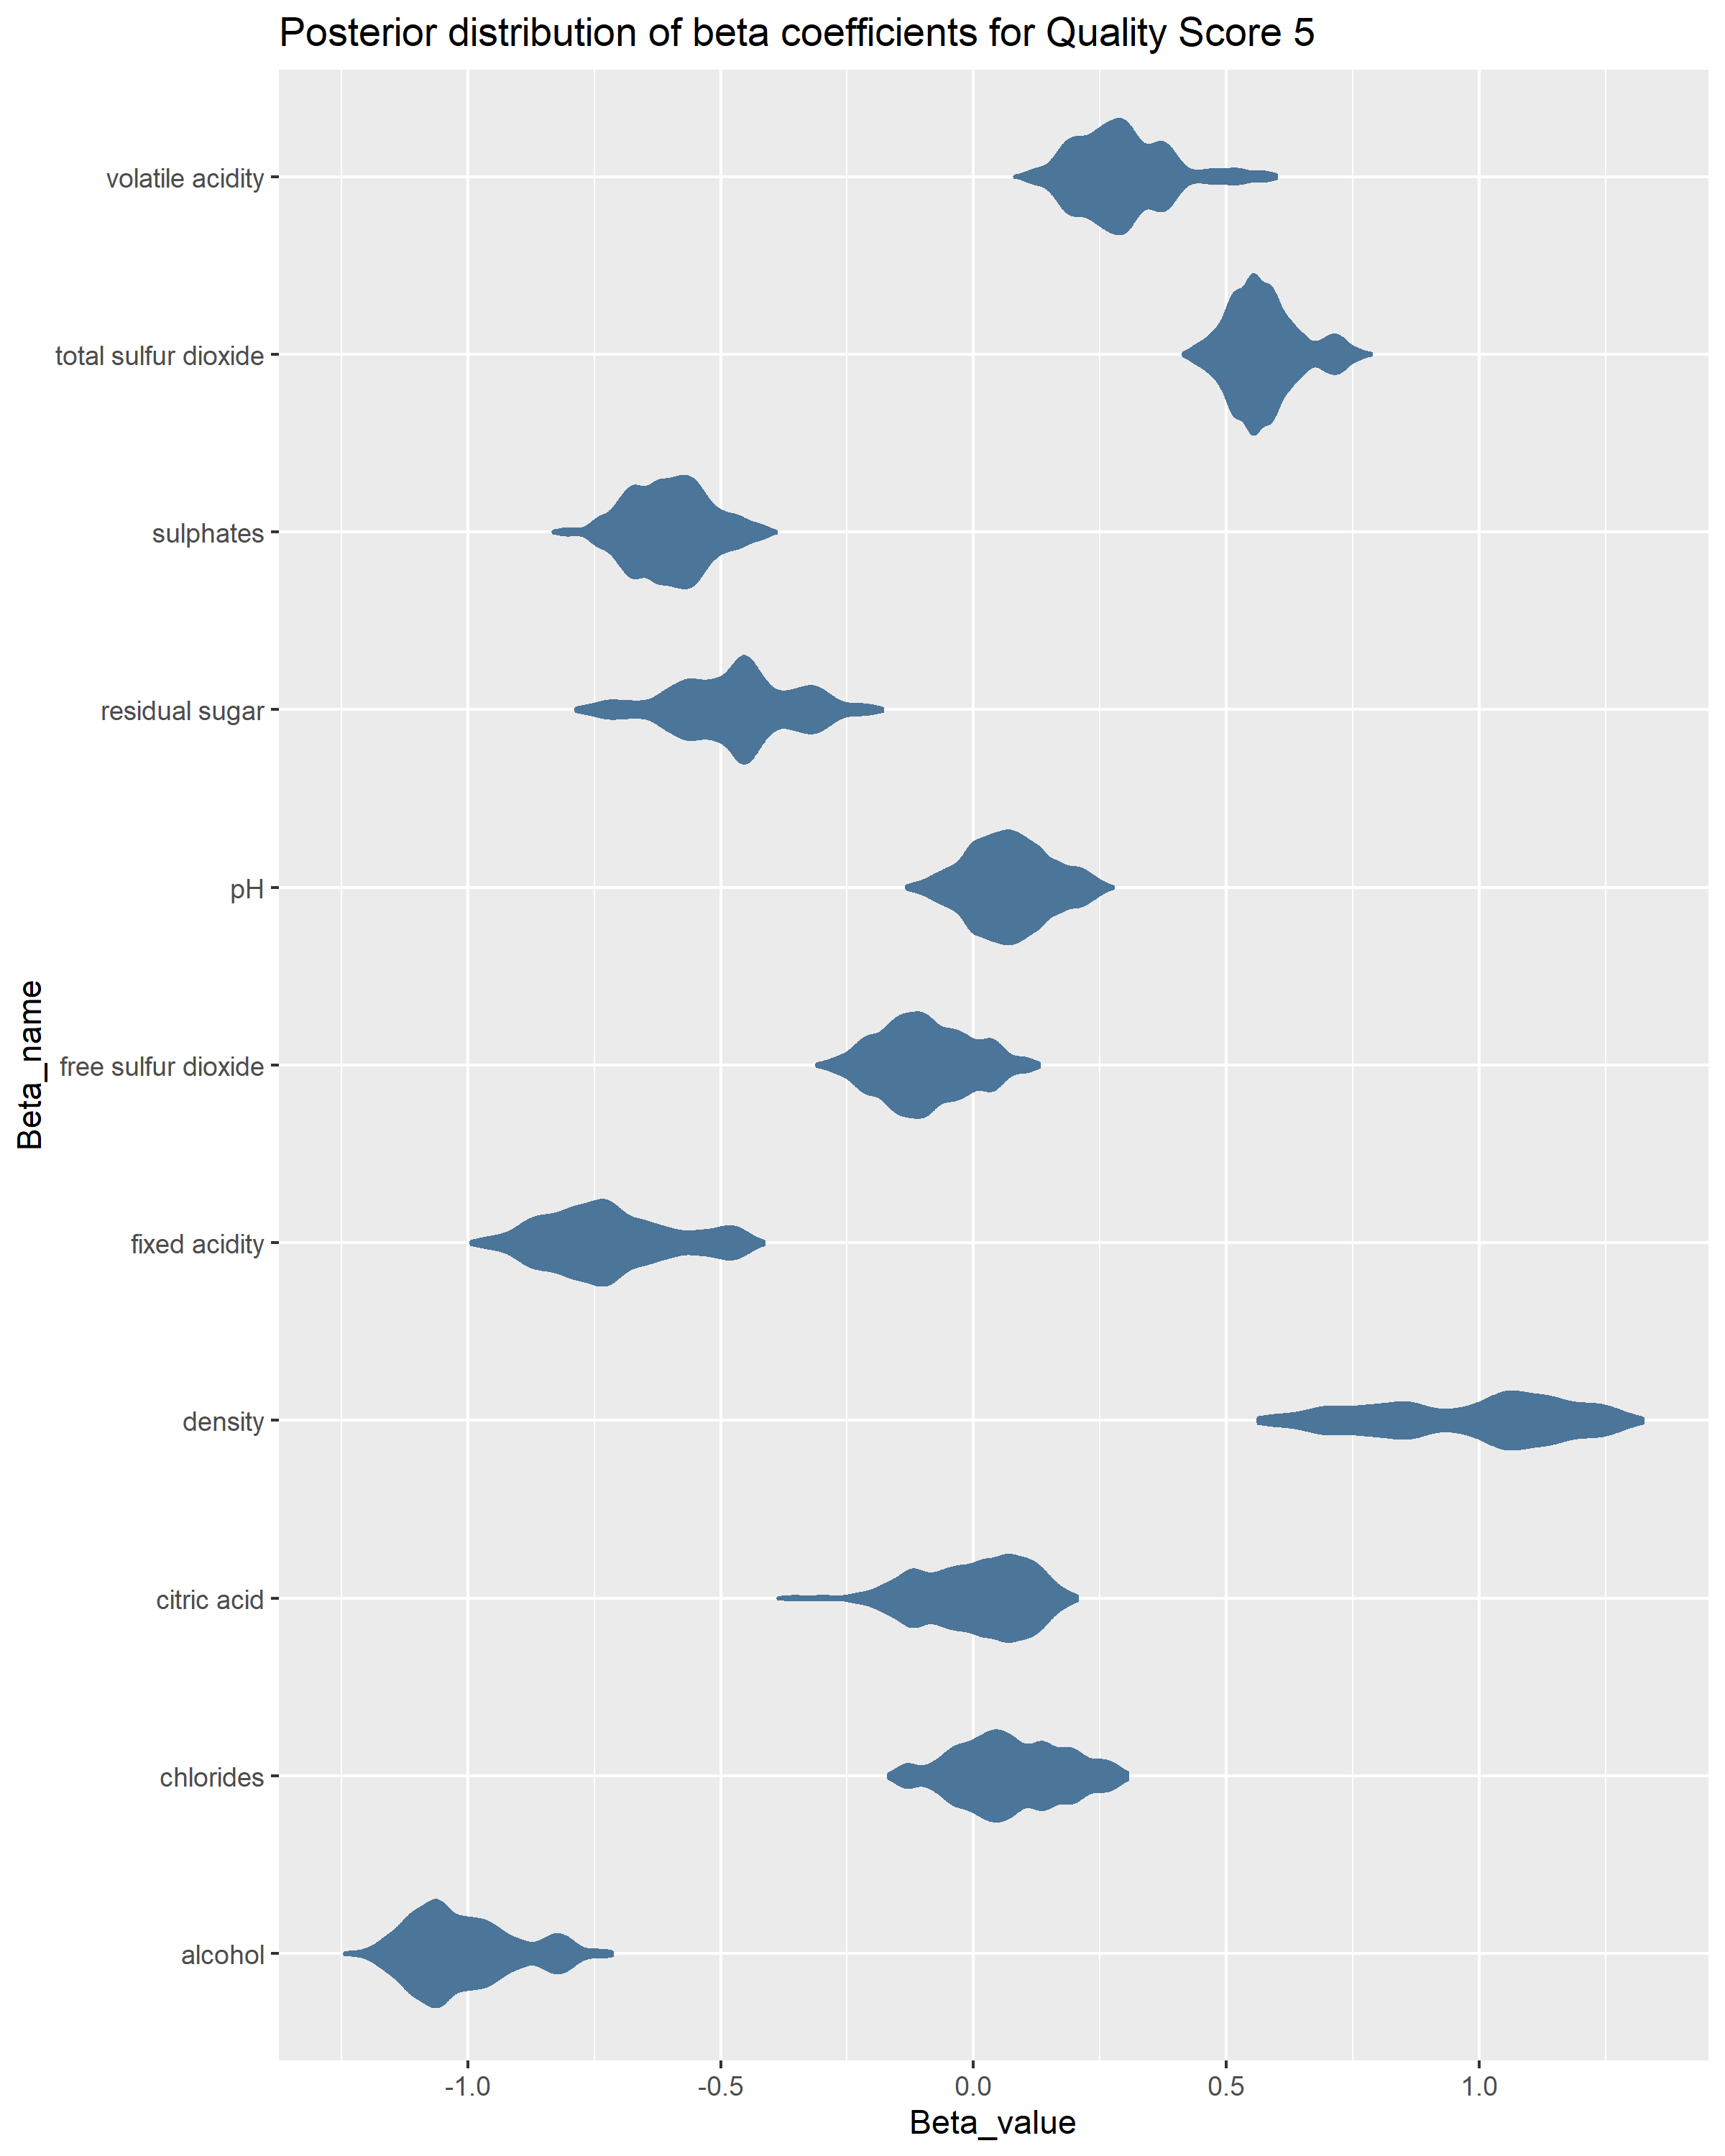 Posterior distribution of beta coefficients for Quality Score 5
volatile acidity
total sulfur dioxide
sulphates
residual sugar
pH
free sulfur dioxide
fixed acidity
density
citric acid
chlorides
alcohol
Beta_name
-1.0 -0.5 0.0 0.5 1.0
Beta_value